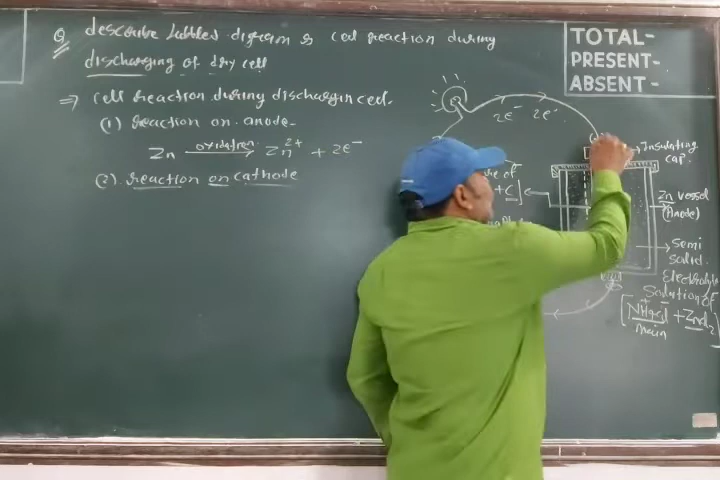 Q. describe labled digram & cell reaction during
discharging of dry cell
⇒ cell reaction during discharging cell.
(1) reaction on anode-
Zn oxidation → Zn²⁺ + 2e⁻
(2) reaction on cathode
TOTAL-
PRESENT-
ABSENT-
2e⁻ 2e⁻
Insulating
cap.
of
+ C]
Zn vessel
(Anode)
semi
solid
Electrolyte
solution of
[NH₄Cl + ZnCl₂]
main